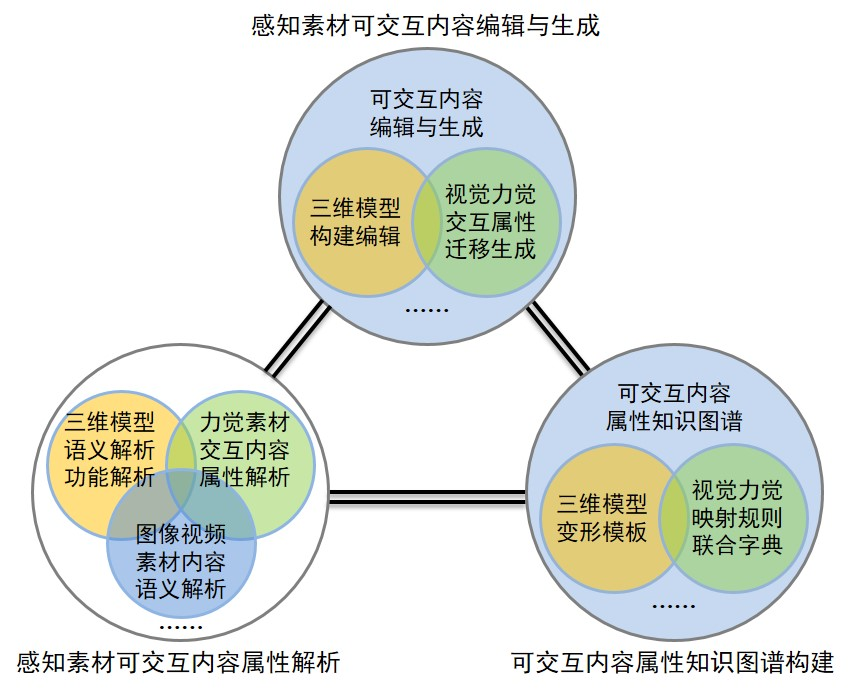 感知素材可交互内容编辑与生成
可交互内容
编辑与生成
三维模型
构建编辑
视觉力觉
交互属性
迁移生成
......
三维模型
语义解析
功能解析
力觉素材
交互内容
属性解析
图像视频
素材内容
语义解析
......
感知素材可交互内容属性解析
可交互内容
属性知识图谱
三维模型
变形模板
视觉力觉
映射规则
联合字典
......
可交互内容属性知识图谱构建